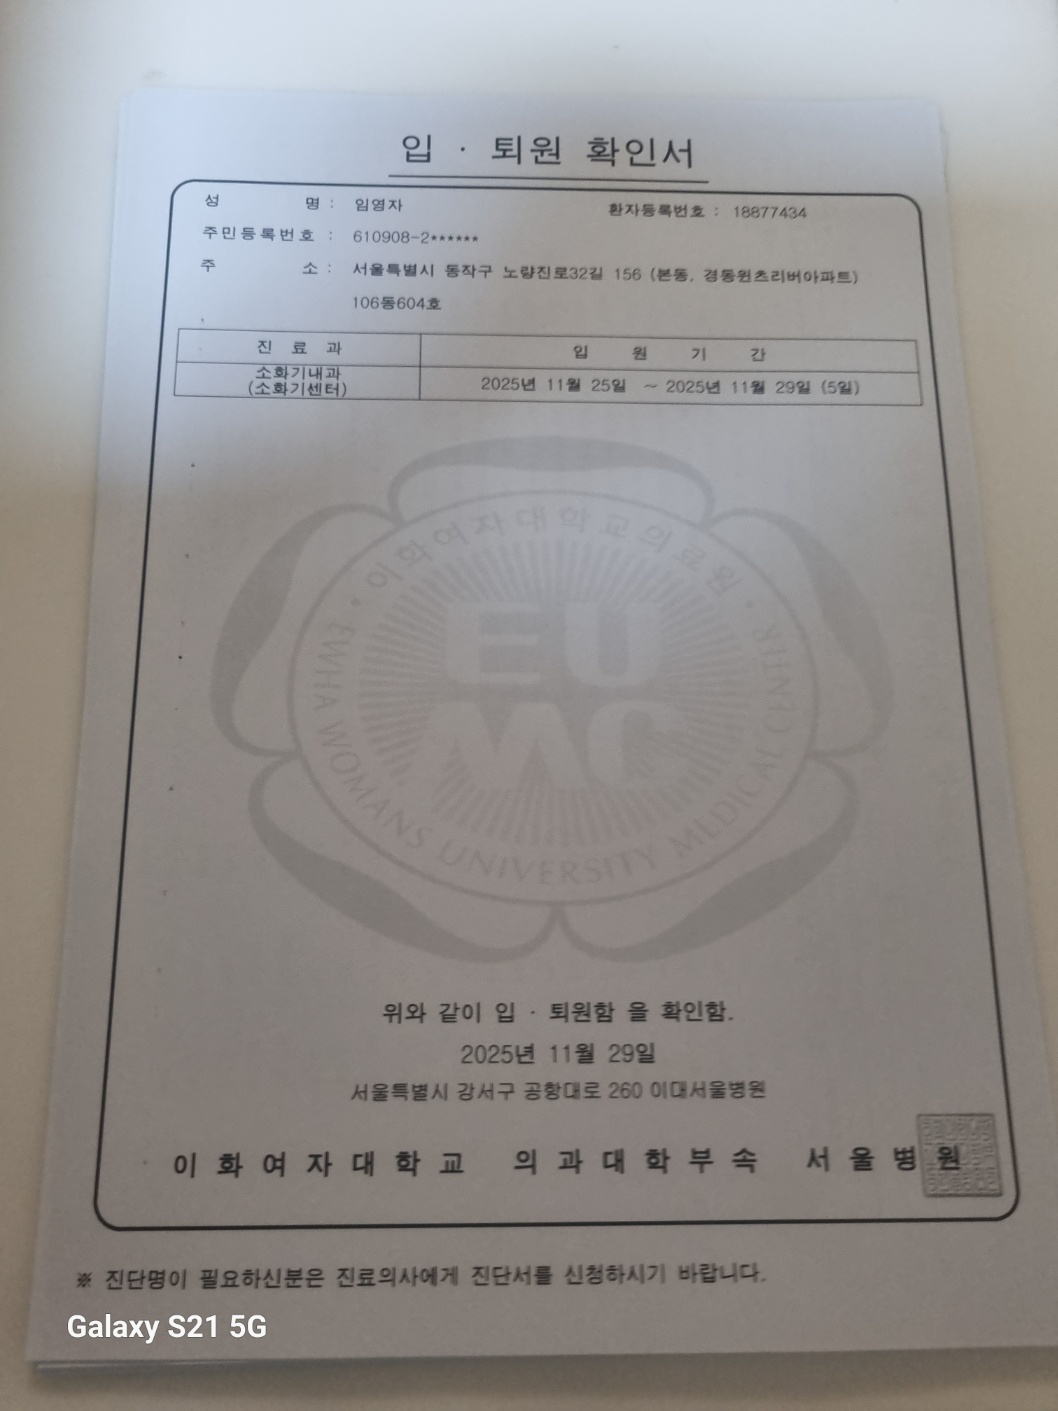 입 · 퇴원 확인서
성 명 : 임영자 환자등록번호 : 18877434
주민등록번호 : 610908-2******
주 소 : 서울특별시 동작구 노량진로32길 156 (본동, 경동윈츠리버아파트)
106동604호
진 료 과 입 원 기 간
소화기내과
(소화기센터) 2025년 11월 25일 ~ 2025년 11월 29일 (5일)
이화여자대학교의료원
EU
MC
EWHA WOMANS UNIVERSITY MEDICAL CENTER
위와 같이 입 · 퇴원함 을 확인함.
2025년 11월 29일
서울특별시 강서구 공항대로 260 이대서울병원
이화여자대학교 의과대학부속 서울병원
※ 진단명이 필요하신분은 진료의사에게 진단서를 신청하시기 바랍니다.
Galaxy S21 5G